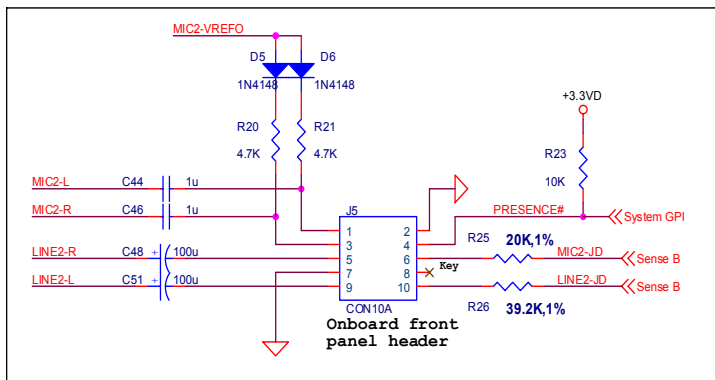 MIC2-VREFO
D5 D6
1N4148 1N4148
+3.3VD
R20 R21
4.7K 4.7K
R23
10K
MIC2-L C44 1u
MIC2-R C46 1u
J5
PRESENCE# System GPI
LINE2-R C48 + 100u
LINE2-L C51 + 100u
1 2
3 4
5 6
7 8 Key
9 10
R25 20K,1% MIC2-JD Sense B
LINE2-JD Sense B
R26 39.2K,1%
CON10A
Onboard front
panel header